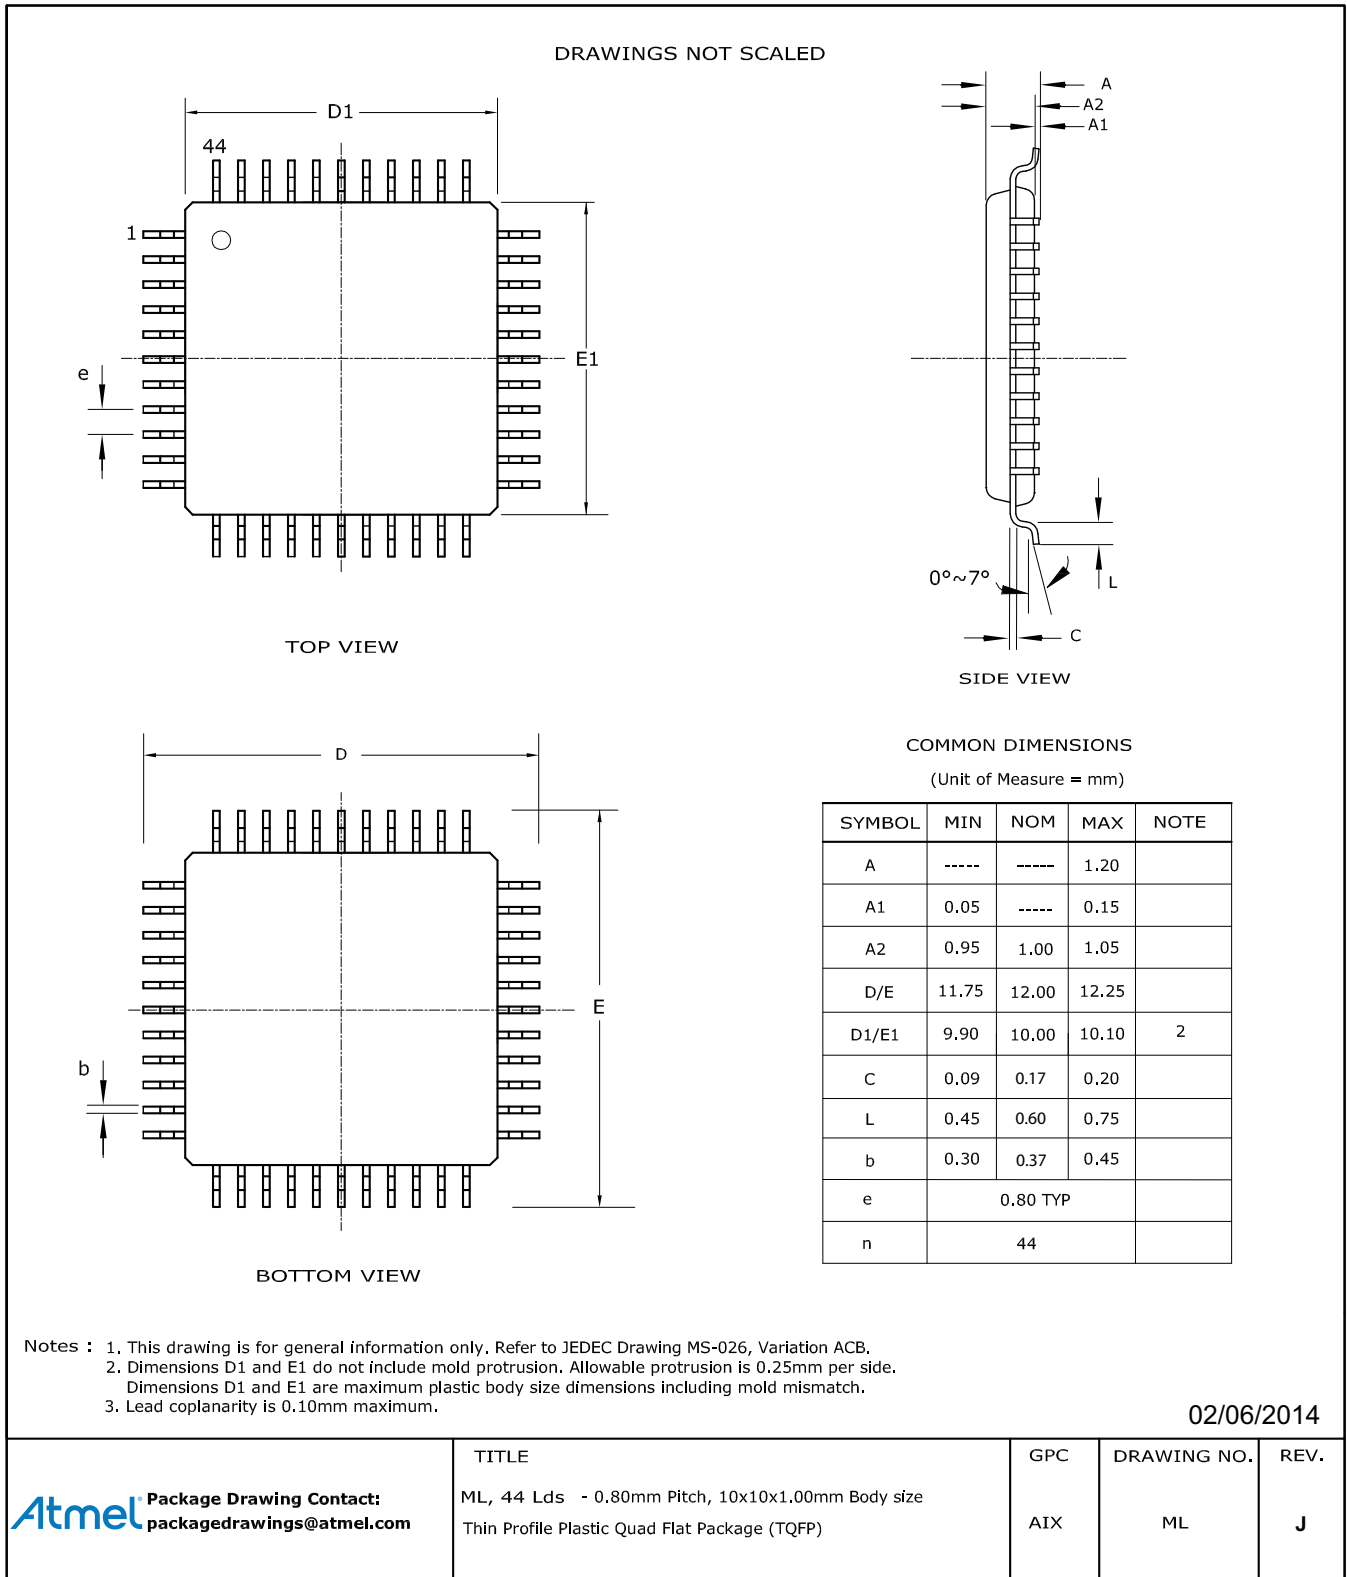 DRAWINGS NOT SCALED
D1
44
1
e
E1
TOP VIEW
A
A2
A1
0°~7°
L
C
SIDE VIEW
D
E
b
BOTTOM VIEW
COMMON DIMENSIONS
(Unit of Measure = mm)
SYMBOL MIN NOM MAX NOTE
A ----- ----- 1.20
A1 0.05 ----- 0.15
A2 0.95 1.00 1.05
D/E 11.75 12.00 12.25
D1/E1 9.90 10.00 10.10 2
C 0.09 0.17 0.20
L 0.45 0.60 0.75
b 0.30 0.37 0.45
e 0.80 TYP
n 44
Notes : 1. This drawing is for general information only. Refer to JEDEC Drawing MS-026, Variation ACB.
2. Dimensions D1 and E1 do not include mold protrusion. Allowable protrusion is 0.25mm per side.
Dimensions D1 and E1 are maximum plastic body size dimensions including mold mismatch.
3. Lead coplanarity is 0.10mm maximum.
02/06/2014
Atmel
Package Drawing Contact:
packagedrawings@atmel.com
TITLE
ML, 44 Lds - 0.80mm Pitch, 10x10x1.00mm Body size
Thin Profile Plastic Quad Flat Package (TQFP)
GPC
AIX
DRAWING NO.
ML
REV.
J